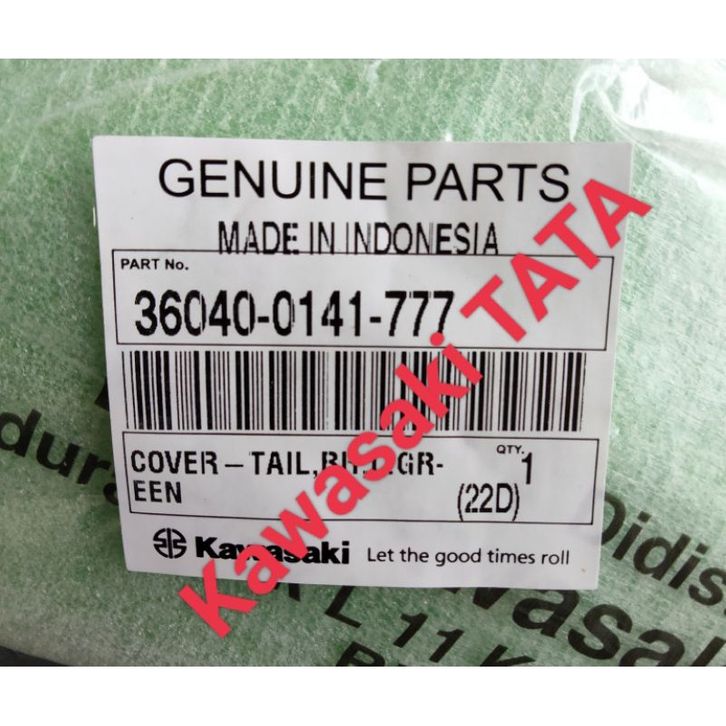 GENUINE PARTS
MADE IN INDONESIA
PART No.
36040-0141-777
COVER-TAIL,RH,L.GR-
EEN
QTY.
1
(22D)
Kawasaki Let the good times roll
Kawasaki TATA
L 11 K